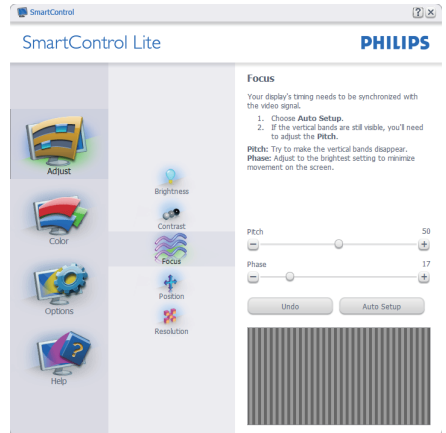 SmartControl
SmartControl Lite
PHILIPS
Adjust
Color
Options
Help
Brightness
Contrast
Focus
Position
Resolution
Focus
Your display's timing needs to be synchronized with
the video signal.
1. Choose Auto Setup.
2. If the vertical bands are still visible, you'll need
to adjust the Pitch.
Pitch: Try to make the vertical bands disappear.
Phase: Adjust to the brightest setting to minimize
movement on the screen.
Pitch 50
Phase 17
Undo Auto Setup